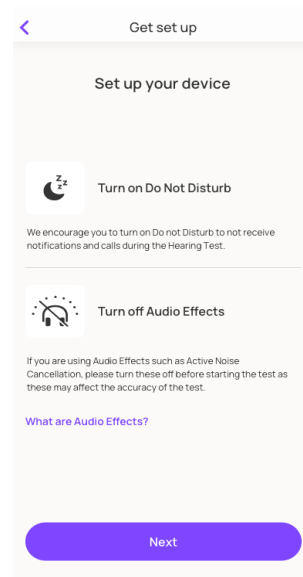 Get set up
Set up your device
zzz
Turn on Do Not Disturb
We encourage you to turn on Do not Disturb to not receive
notifications and calls during the Hearing Test.
Turn off Audio Effects
If you are using Audio Effects such as Active Noise
Cancellation, please turn these off before starting the test as
these may affect the accuracy of the test.
What are Audio Effects?
Next